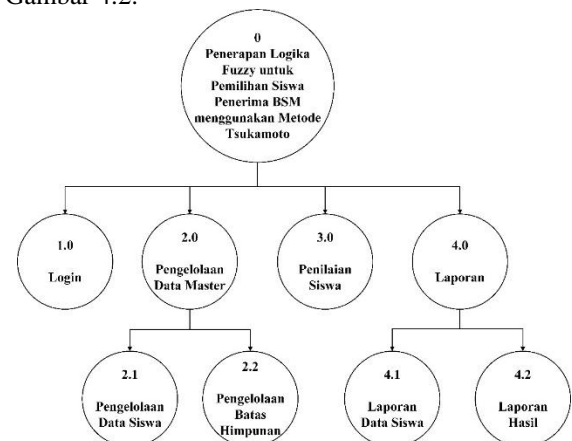 Gambar 4.2.
0
Penerapan Logika
Fuzzy untuk
Pemilihan Siswa
Penerima BSM
menggunakan Metode
Tsukamoto
1.0
Login
2.0
Pengelolaan
Data Master
3.0
Penilaian
Siswa
4.0
Laporan
2.1
Pengelolaan
Data Siswa
2.2
Pengelolaan
Batas
Himpunan
4.1
Laporan
Data Siswa
4.2
Laporan
Hasil